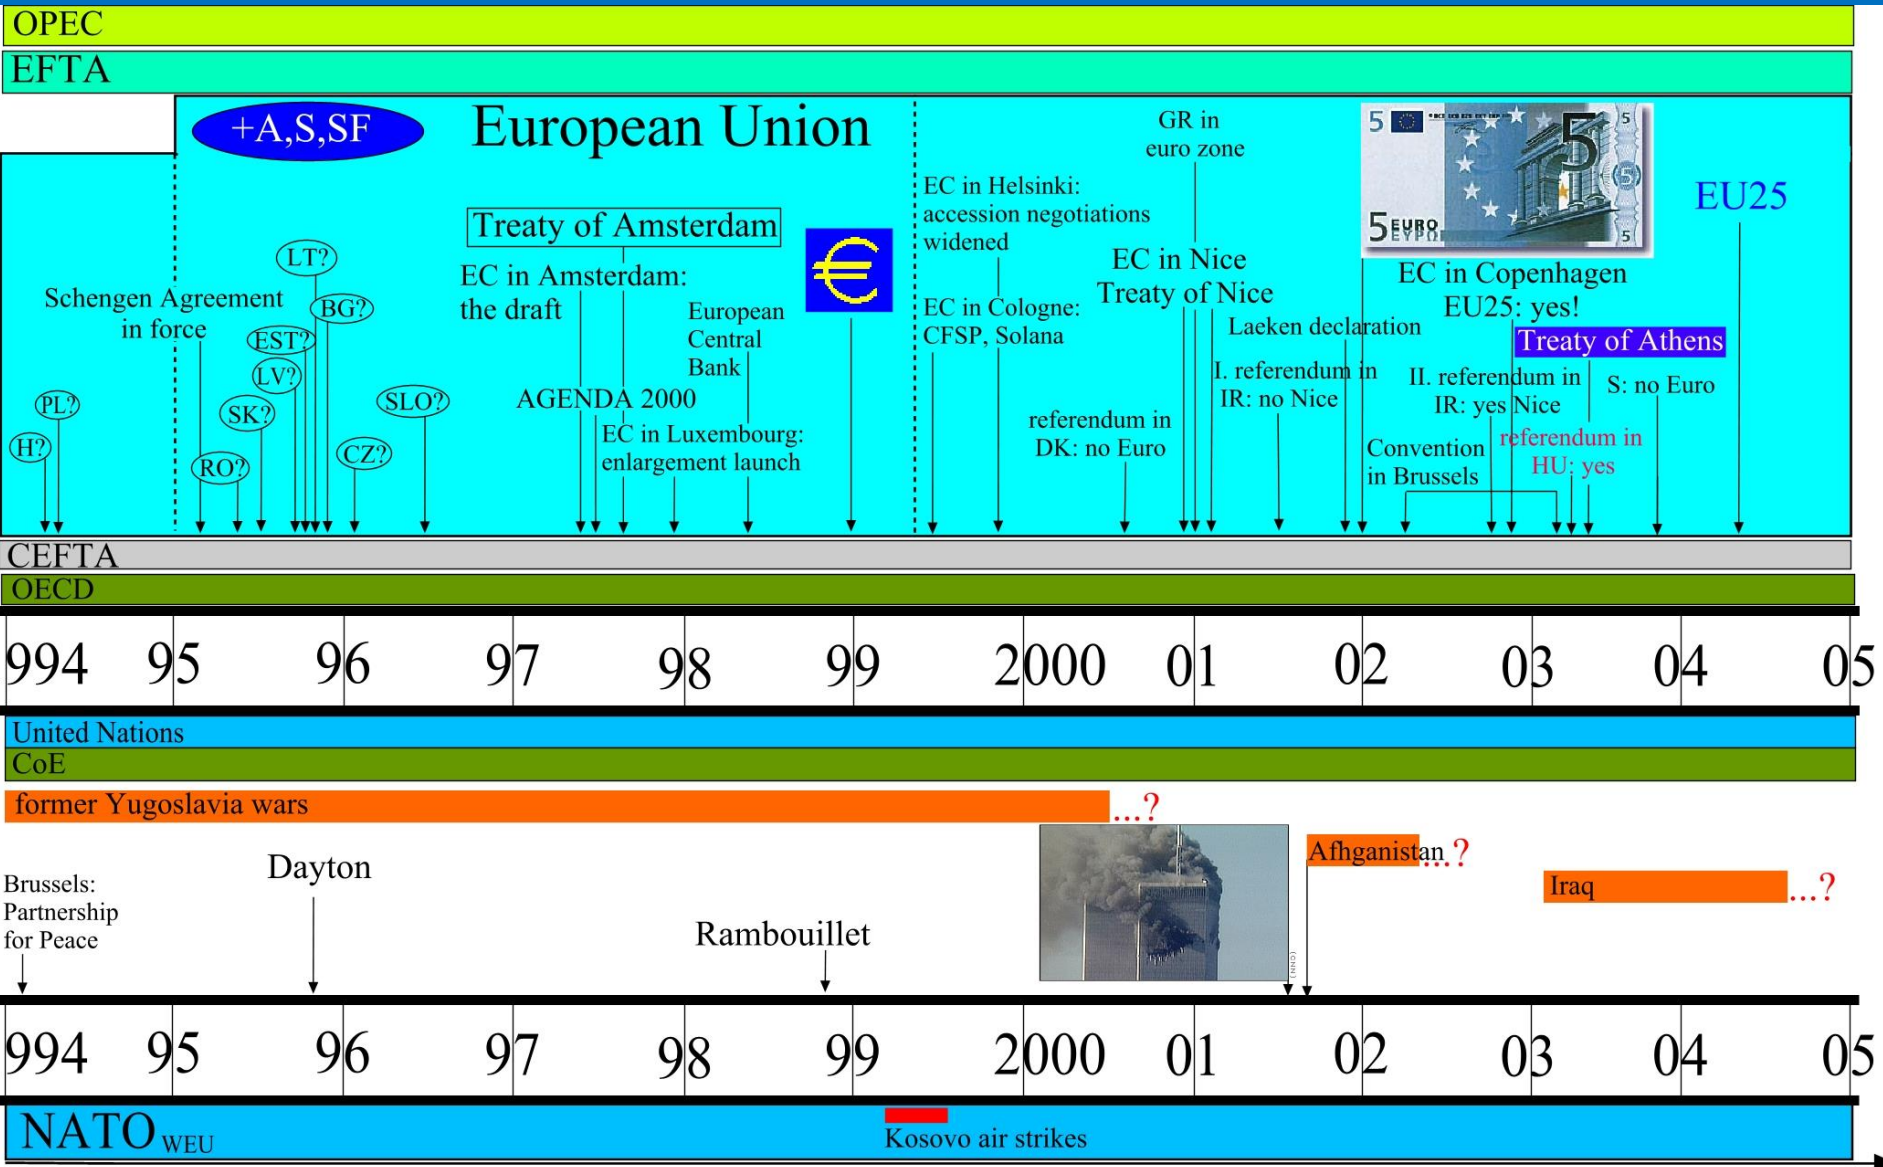 OPEC
EFTA
+A,S,SF
European Union
GR in
euro zone
5
5
5
5
5
5 EURO
ΕΥΡΩ
EU25
EC in Helsinki:
accession negotiations
widened
Treaty of Amsterdam
LT?
EC in Amsterdam:
the draft
€
EC in Nice
Treaty of Nice
EC in Copenhagen
EU25: yes!
Schengen Agreement
in force
BG?
European
Central
Bank
EC in Cologne:
CFSP, Solana
Laeken declaration
Treaty of Athens
EST?
LV?
I. referendum in
IR: no Nice
II. referendum in
IR: yes Nice
S: no Euro
PL?
SK?
SLO?
AGENDA 2000
H?
RO?
CZ?
EC in Luxembourg:
enlargement launch
referendum in
DK: no Euro
Convention
in Brussels
referendum in
HU: yes
CEFTA
OECD
994 95 96 97 98 99 2000 01 02 03 04 05
United Nations
CoE
former Yugoslavia wars ...?
Afhganistan ...?
Iraq ...?
Brussels:
Partnership
for Peace
Dayton
Rambouillet
(CNN)
994 95 96 97 98 99 2000 01 02 03 04 05
NATO WEU
Kosovo air strikes